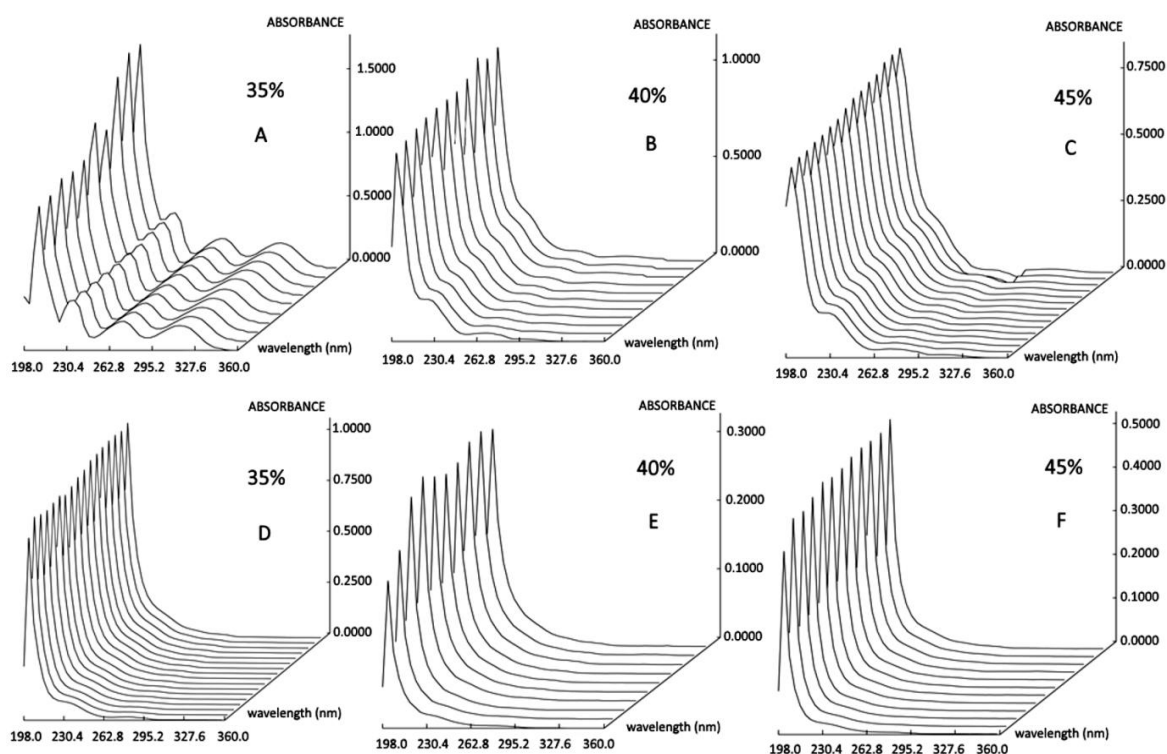 ABSORBANCE
1.5000
35%
1.0000
A
0.5000
0.0000
wavelength (nm)
198.0 230.4 262.8 295.2 327.6 360.0
ABSORBANCE
1.0000
40%
B
0.5000
0.0000
wavelength (nm)
198.0 230.4 262.8 295.2 327.6 360.0
ABSORBANCE
0.7500
45%
0.5000
C
0.2500
0.0000
wavelength (nm)
198.0 230.4 262.8 295.2 327.6 360.0
ABSORBANCE
1.0000
35%
0.7500
D
0.5000
0.2500
0.0000
wavelength (nm)
198.0 230.4 262.8 295.2 327.6 360.0
ABSORBANCE
0.3000
40%
0.2000
E
0.1000
0.0000
wavelength (nm)
198.0 230.4 262.8 295.2 327.6 360.0
ABSORBANCE
0.5000
45%
0.4000
0.3000
F
0.2000
0.1000
0.0000
wavelength (nm)
198.0 230.4 262.8 295.2 327.6 360.0